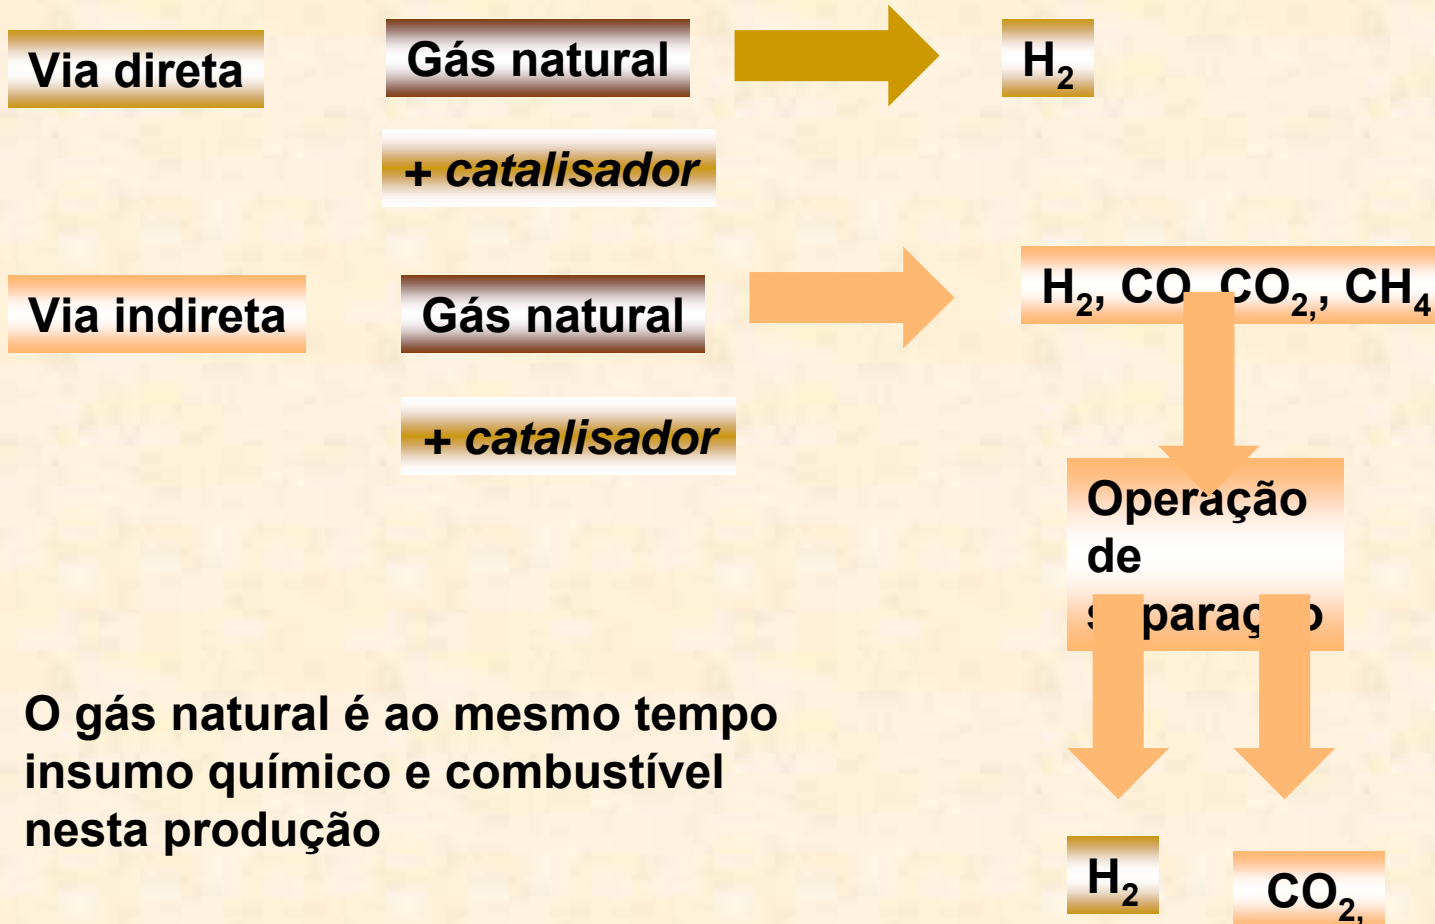 Via direta
Gás natural
H₂
+ catalisador
Via indireta
Gás natural
H₂, CO CO₂,, CH₄
+ catalisador
Operação
de
separação
O gás natural é ao mesmo tempo
insumo químico e combustível
nesta produção
H₂
CO₂,